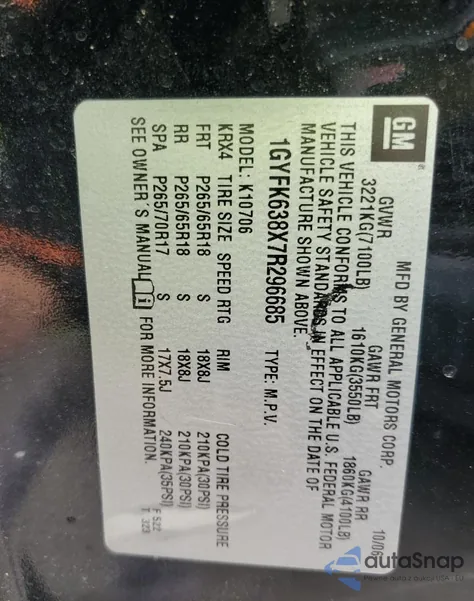 GM
MFD BY GENERAL MOTORS CORP. 10/06
GVWR GAWR FRT GAWR RR
3221KG(7100LB) 1610KG(3550LB) 1860KG(4100LB)
THIS VEHICLE CONFORMS TO ALL APPLICABLE U.S. FEDERAL MOTOR
VEHICLE SAFETY STANDARDS IN EFFECT ON THE DATE OF
MANUFACTURE SHOWN ABOVE.
1GYFK638X7R296685 TYPE: M.P.V.
MODEL: K10706
KRX4 TIRE SIZE SPEED RTG RIM COLD TIRE PRESSURE
FRT P265/65R18 S 18X8J 210KPA(30PSI)
RR P265/65R18 S 18X8J 210KPA(30PSI)
SPA P265/70R17 S 17X7.5J 240KPA(35PSI)
SEE OWNER'S MANUAL FOR MORE INFORMATION.
F 522
T 323
autoSnap